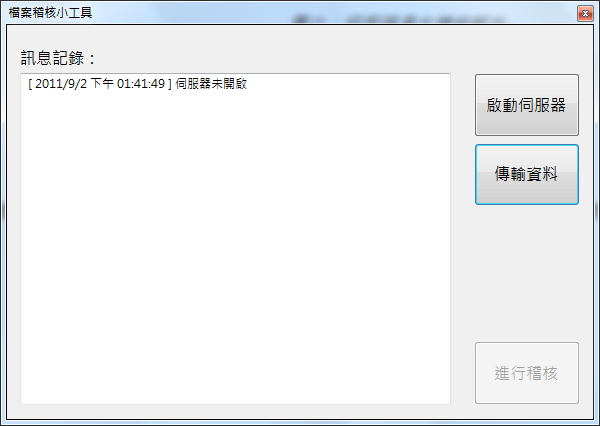 檔案稽核小工具
訊息記錄：
[ 2011/9/2 下午 01:41:49 ] 伺服器未開啟
啟動伺服器
傳輸資料
進行稽核